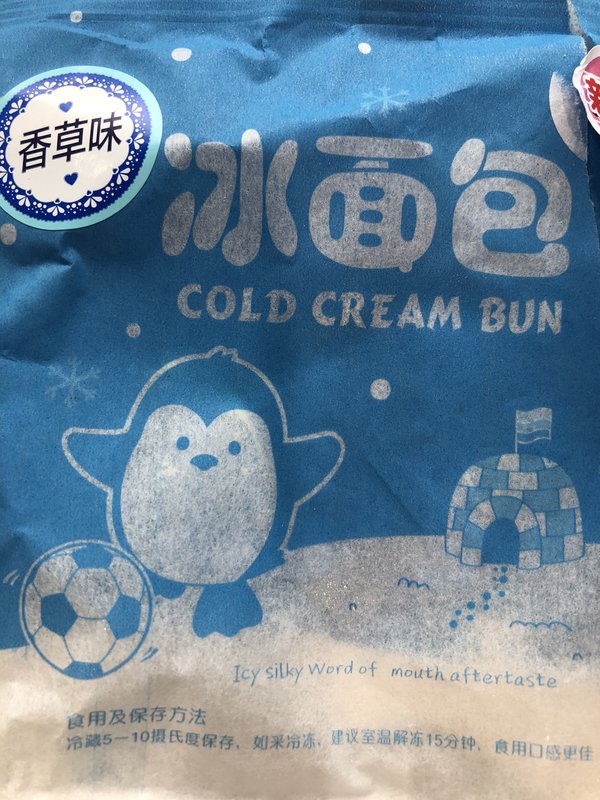 香草味
冰面包
COLD CREAM BUN
Icy silky Word of mouth aftertaste
食用及保存方法
冷藏5—10摄氏度保存，如采冷冻，建议室温解冻15分钟、食用口感更佳